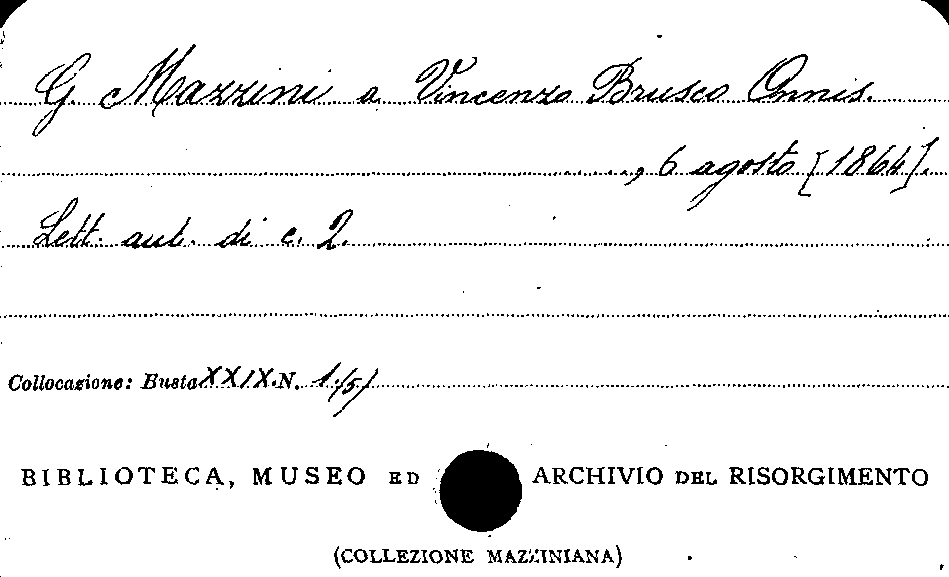 G. Mazzini a Vincenzo Brusco Onnis.
....., 6 agosto [1864].
Lett. aut. di c. 2.
Collocazione: Busta XXIX. N. 1/5/
BIBLIOTECA, MUSEO ED ARCHIVIO DEL RISORGIMENTO
(COLLEZIONE MAZZINIANA)